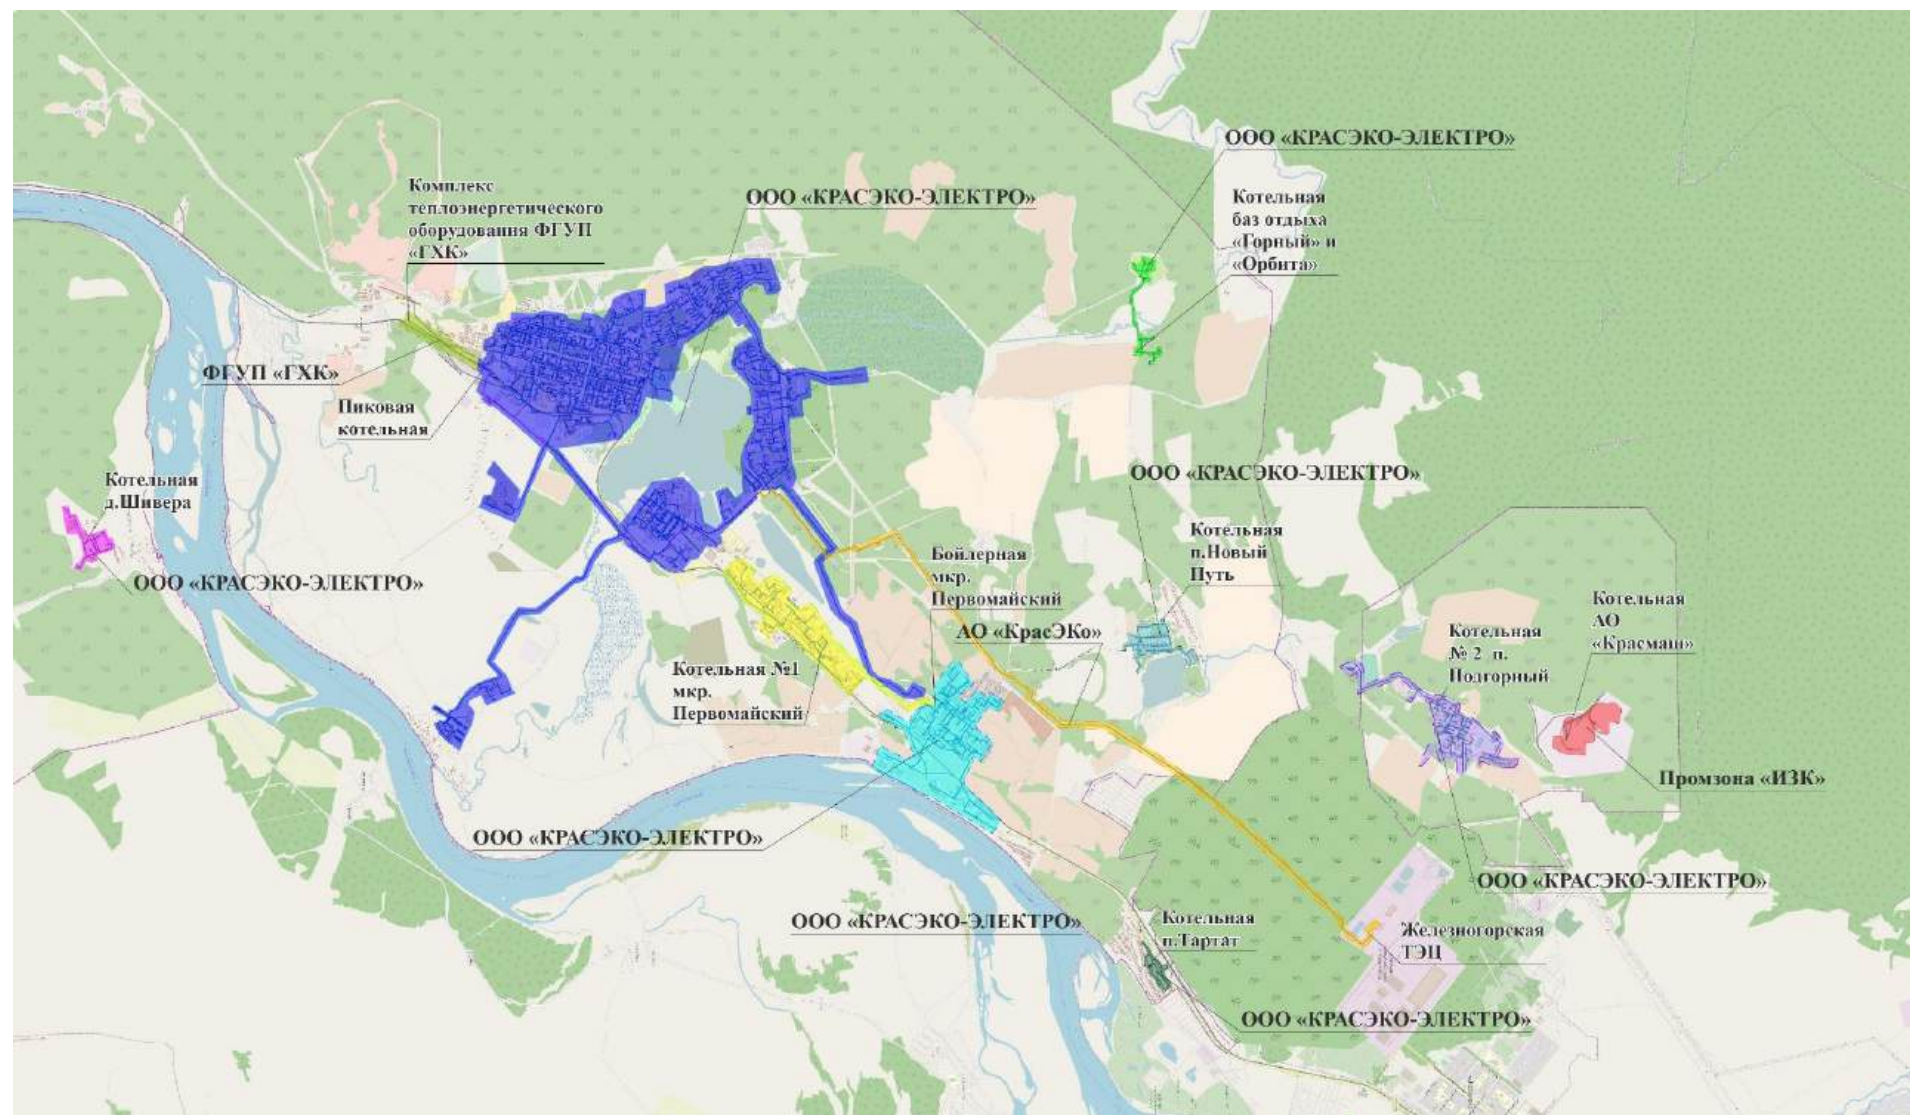 ООО «КРАСЭКО-ЭЛЕКТРО»
Комплекс
теплоэнергетического
оборудования ФГУП
«ГХК»
ООО «КРАСЭКО-ЭЛЕКТРО»
Котельная
баз отдыха
«Горный» и
«Орбита»
ФГУП «ГХК»
Пиковая
котельная
Котельная
д.Шивера
ООО «КРАСЭКО-ЭЛЕКТРО»
ООО «КРАСЭКО-ЭЛЕКТРО»
Котельная
п.Новый
Путь
Бойлерная
мкр.
Первомайский
АО «КрасЭКо»
Котельная №1
мкр.
Первомайский
Котельная
№ 2 п.
Подгорный
Котельная
АО
«Красмаш»
Промзона «ИЗК»
ООО «КРАСЭКО-ЭЛЕКТРО»
ООО «КРАСЭКО-ЭЛЕКТРО»
ООО «КРАСЭКО-ЭЛЕКТРО»
Котельная
п.Тартат
Железногорская
ТЭЦ
ООО «КРАСЭКО-ЭЛЕКТРО»